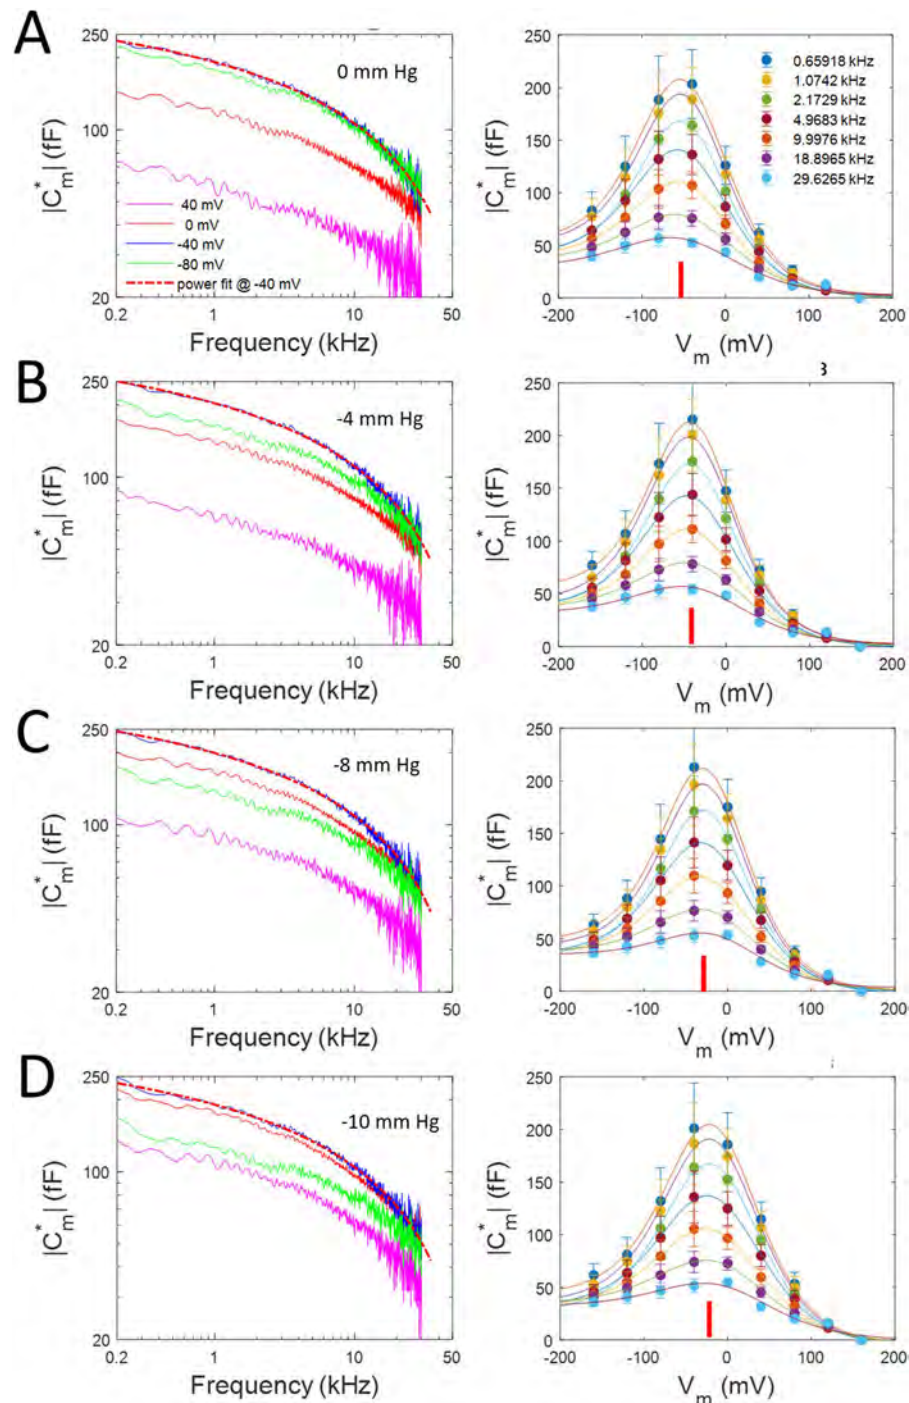 A
250
100
20
|C*m| (fF)
0 mm Hg
40 mV
0 mV
-40 mV
-80 mV
power fit @ -40 mV
0.2 1 10 50
Frequency (kHz)
250
200
150
100
50
0
|C*m| (fF)
0.65918 kHz
1.0742 kHz
2.1729 kHz
4.9683 kHz
9.9976 kHz
18.8965 kHz
29.6265 kHz
-200 -100 0 100 200
Vm (mV)
B
250
100
20
|C*m| (fF)
-4 mm Hg
0.2 1 10 50
Frequency (kHz)
250
200
150
100
50
0
|C*m| (fF)
-200 -100 0 100 200
Vm (mV)
C
250
100
20
|C*m| (fF)
-8 mm Hg
0.2 1 10 50
Frequency (kHz)
250
200
150
100
50
0
|C*m| (fF)
-200 -100 0 100 200
Vm (mV)
D
250
100
20
|C*m| (fF)
-10 mm Hg
0.2 1 10 50
Frequency (kHz)
250
200
150
100
50
0
|C*m| (fF)
-200 -100 0 100 200
Vm (mV)